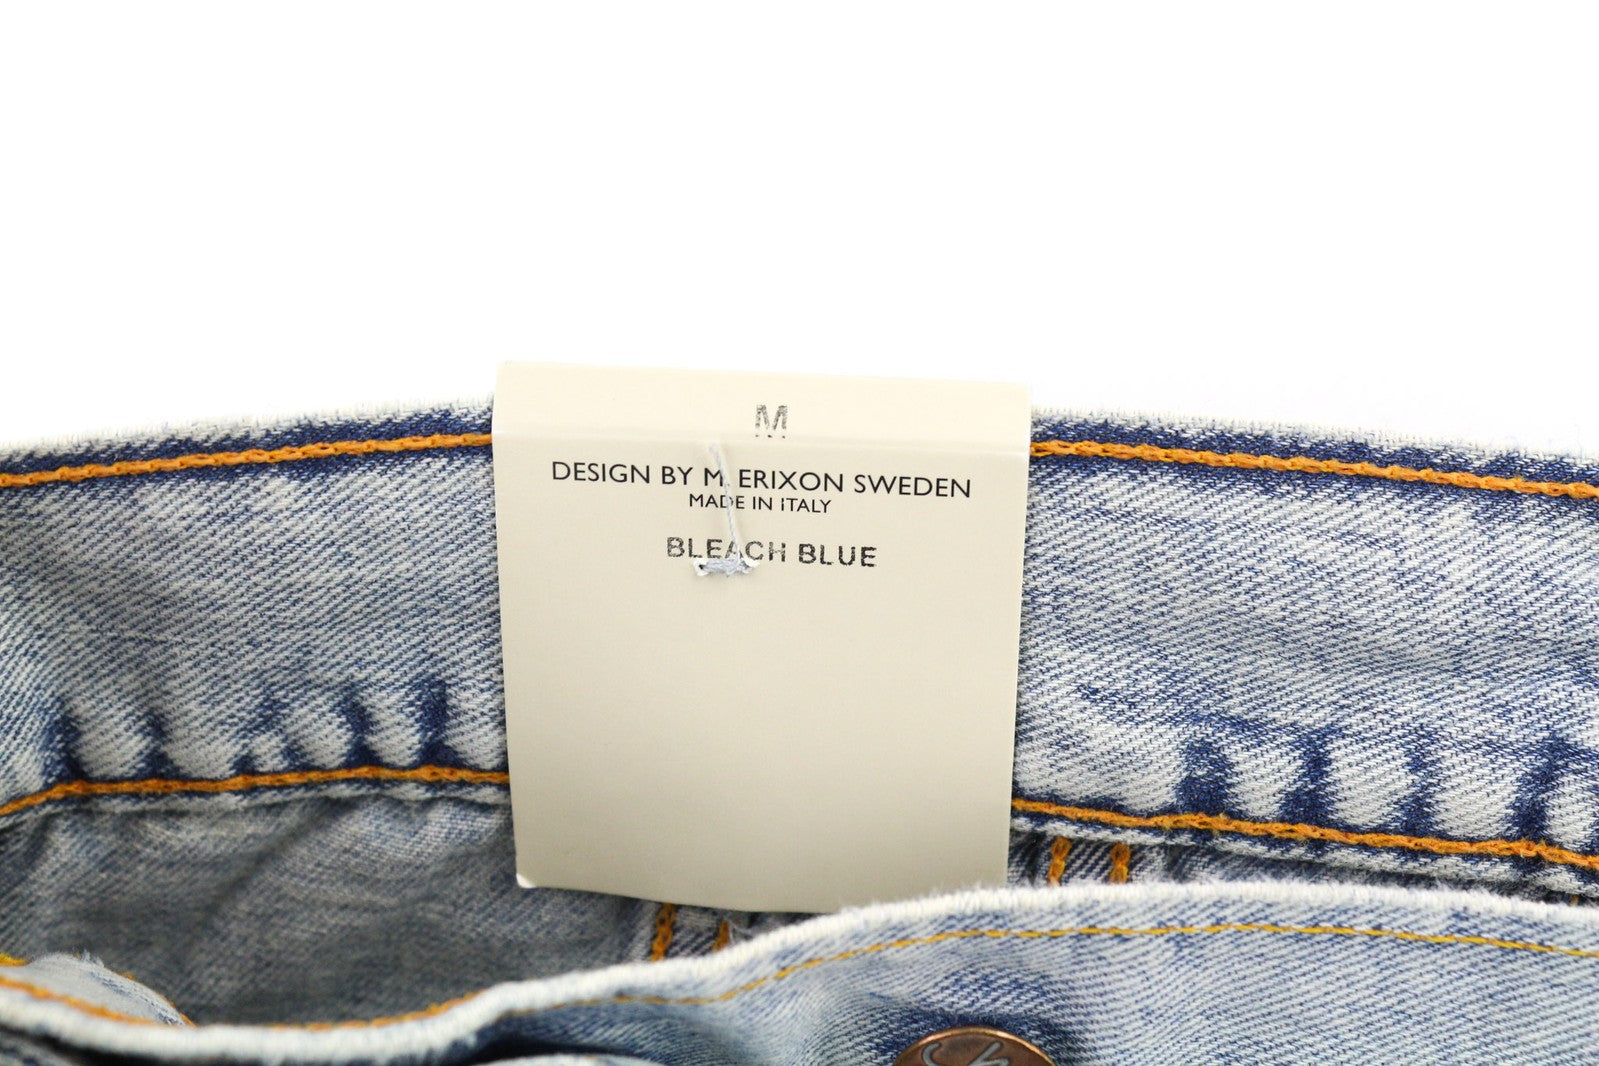 M
DESIGN BY M. ERIXON SWEDEN
MADE IN ITALY
BLEACH BLUE